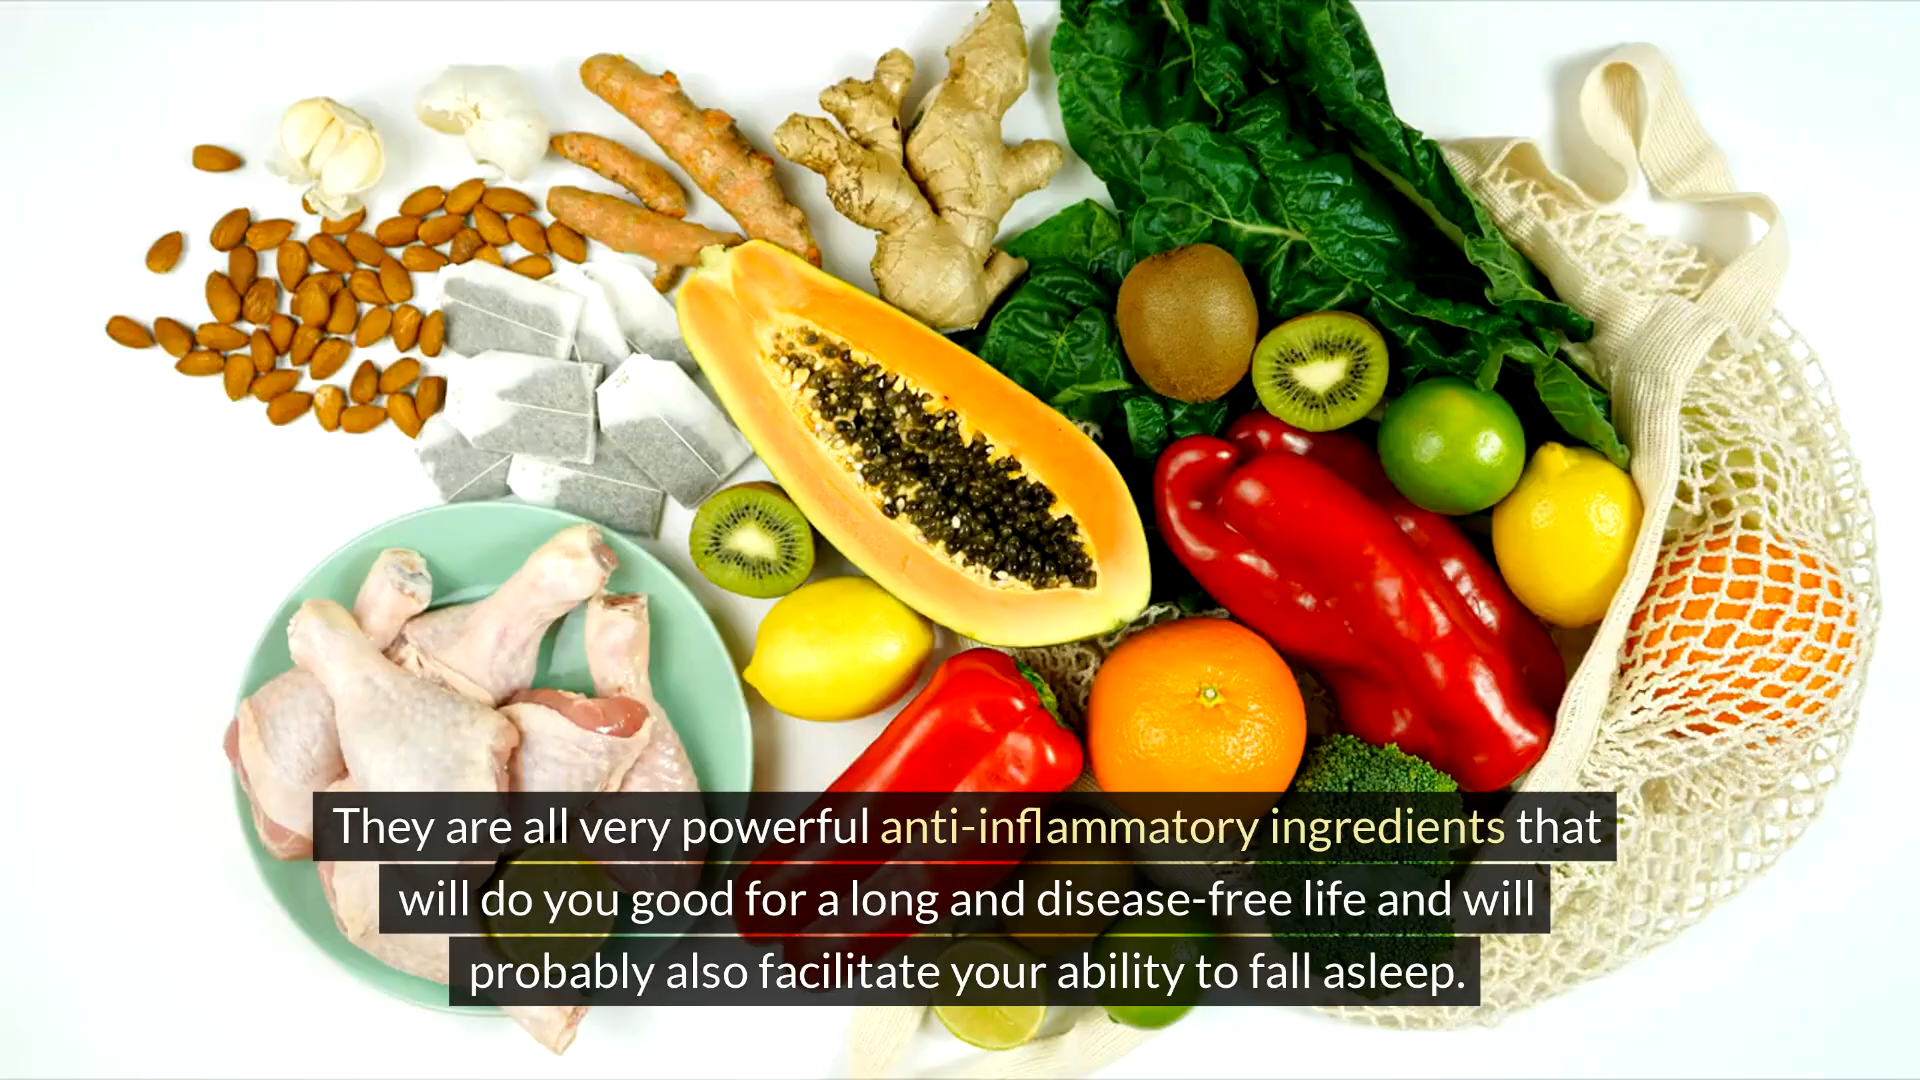 They are all very powerful anti-inflammatory ingredients that
will do you good for a long and disease-free life and will
probably also facilitate your ability to fall asleep.